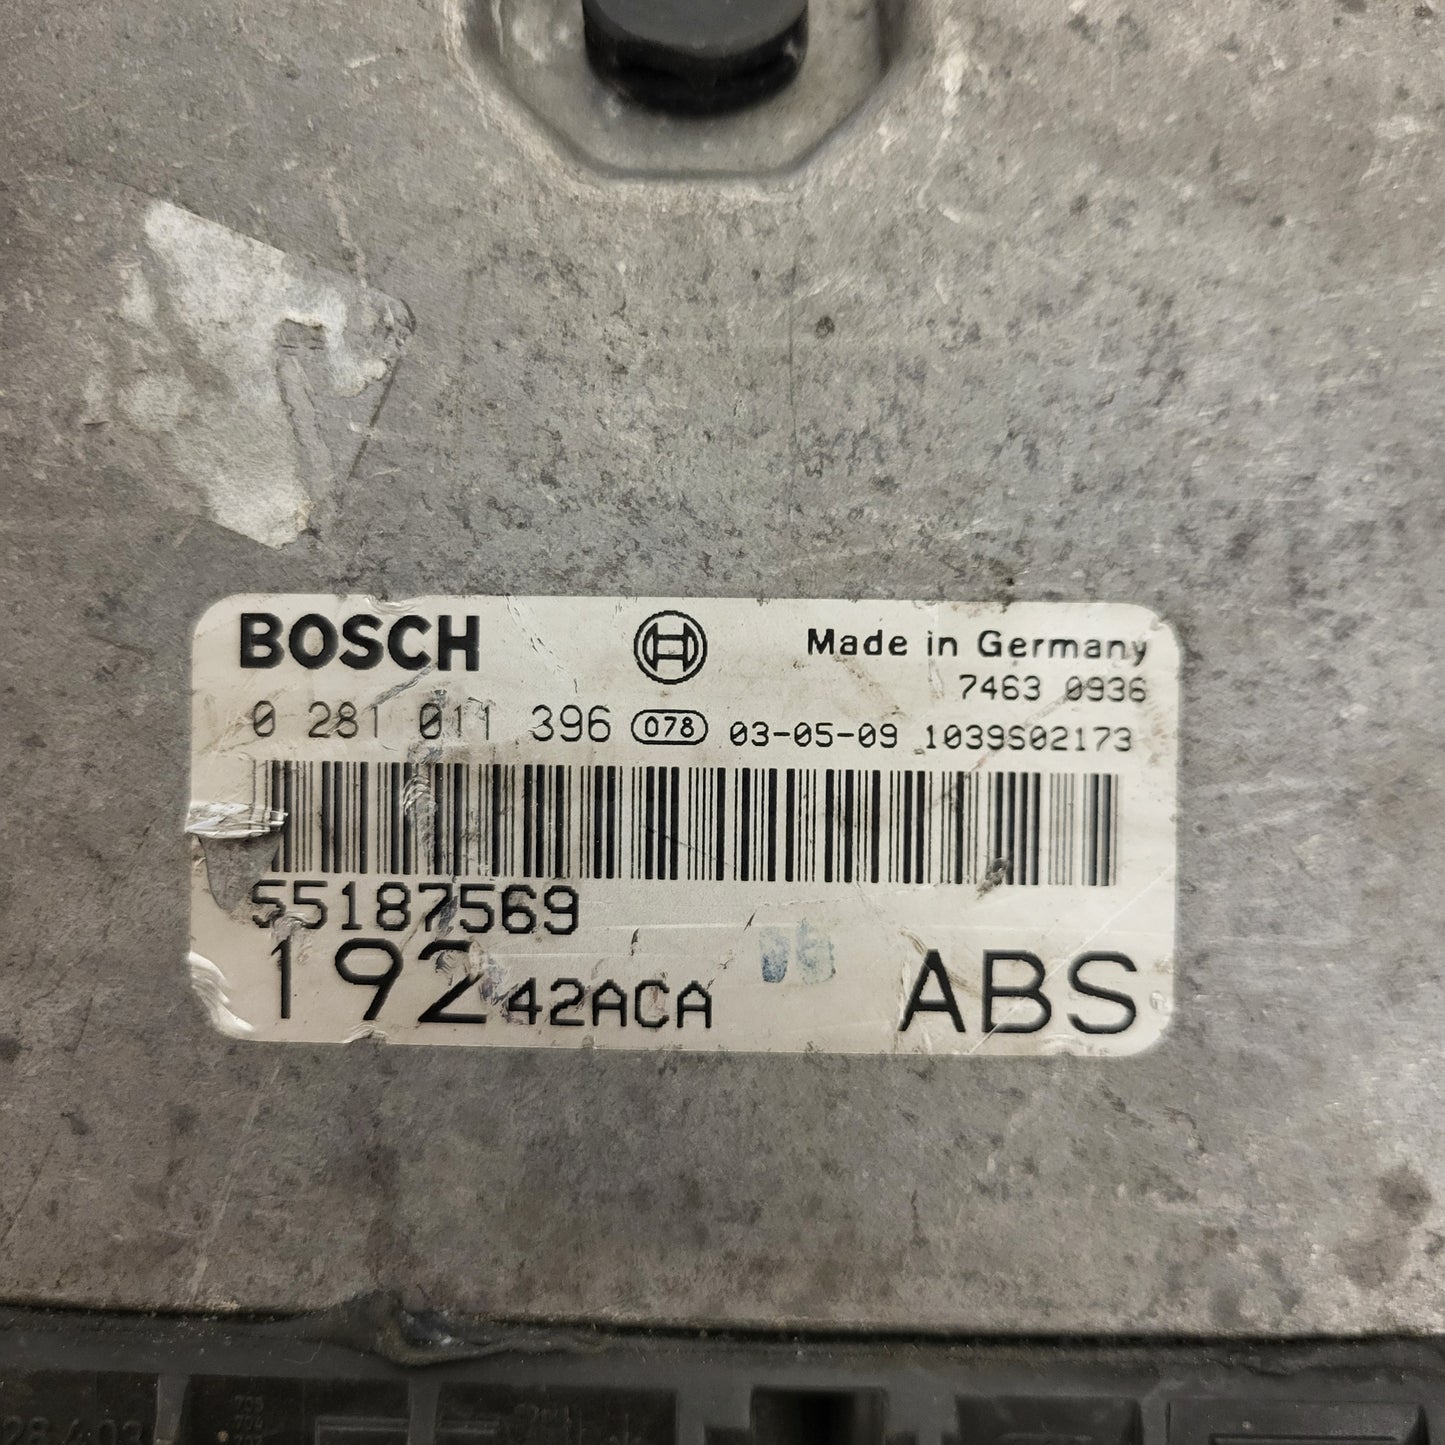 BOSCH Made in Germany
7463 0936
0 281 011 396 078 03-05-09 1039S02173
55187569
192 42ACA ABS